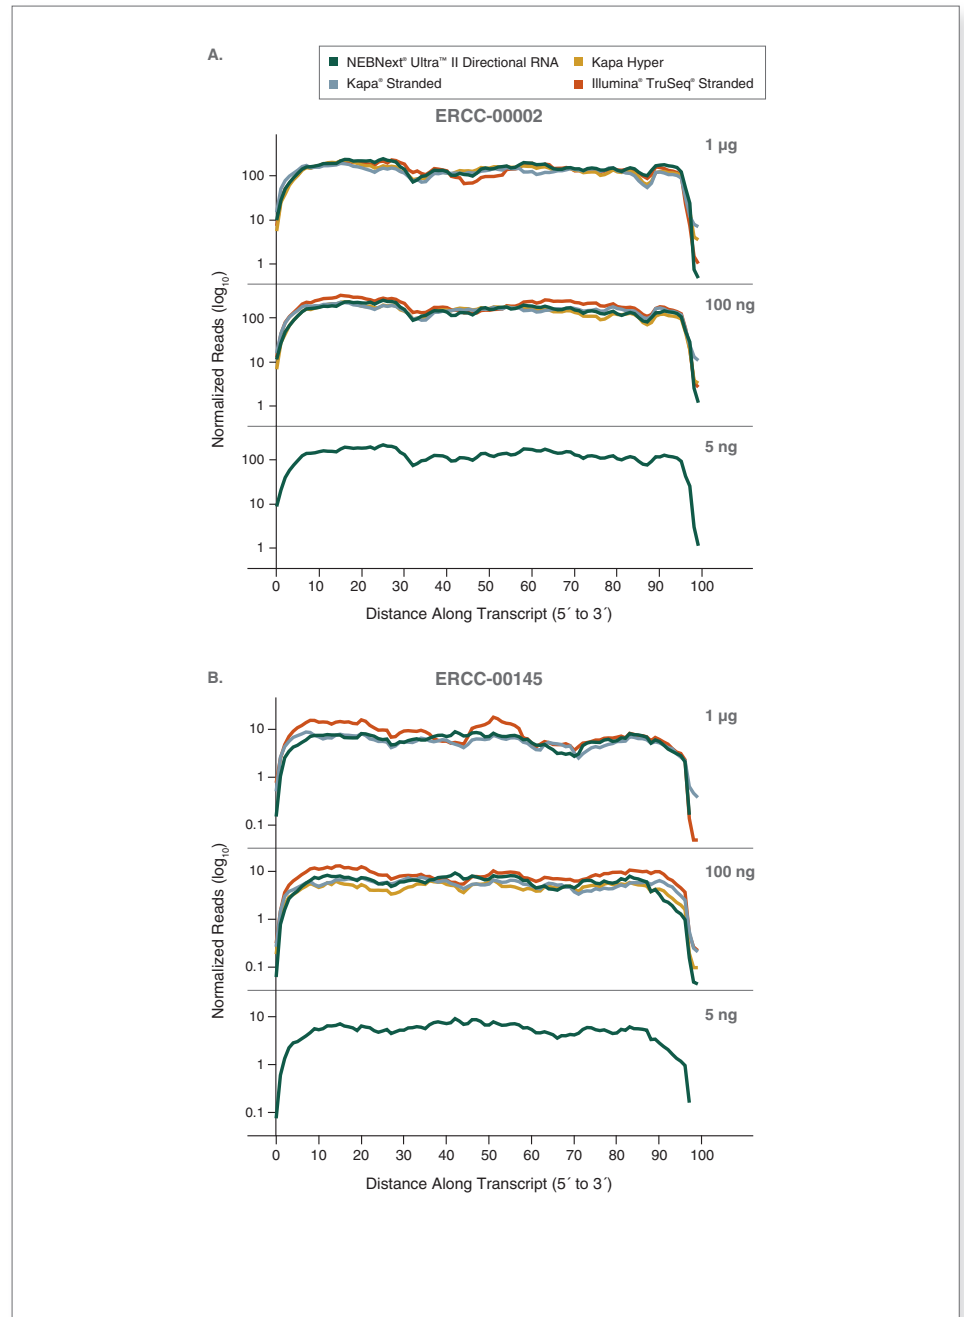 A.
NEBNext® Ultra™ II Directional RNA
Kapa Hyper
Kapa® Stranded
Illumina® TruSeq® Stranded
ERCC-00002
1 µg
100
10
1
100 ng
100
10
1
5 ng
100
10
1
Normalized Reads (log10)
0 10 20 30 40 50 60 70 80 90 100
Distance Along Transcript (5´ to 3´)
B.
ERCC-00145
1 µg
10
1
0.1
100 ng
10
1
0.1
5 ng
10
1
0.1
Normalized Reads (log10)
0 10 20 30 40 50 60 70 80 90 100
Distance Along Transcript (5´ to 3´)